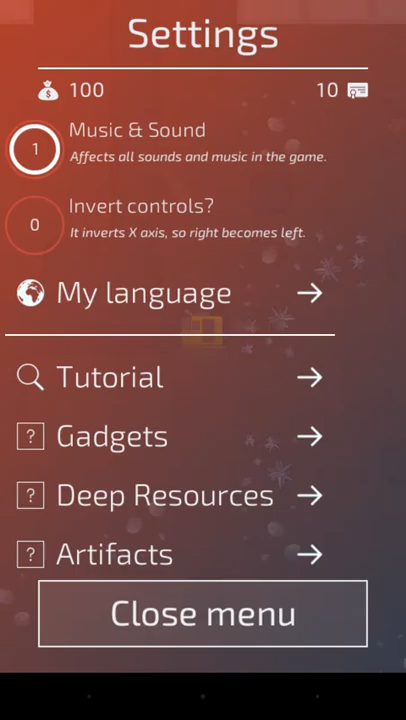 Settings
100
10
Music & Sound
1
Affects all sounds and music in the game.
Invert controls?
0
It inverts X axis, so right becomes left.
My language
Tutorial
? Gadgets
? Deep Resources
? Artifacts
Close menu